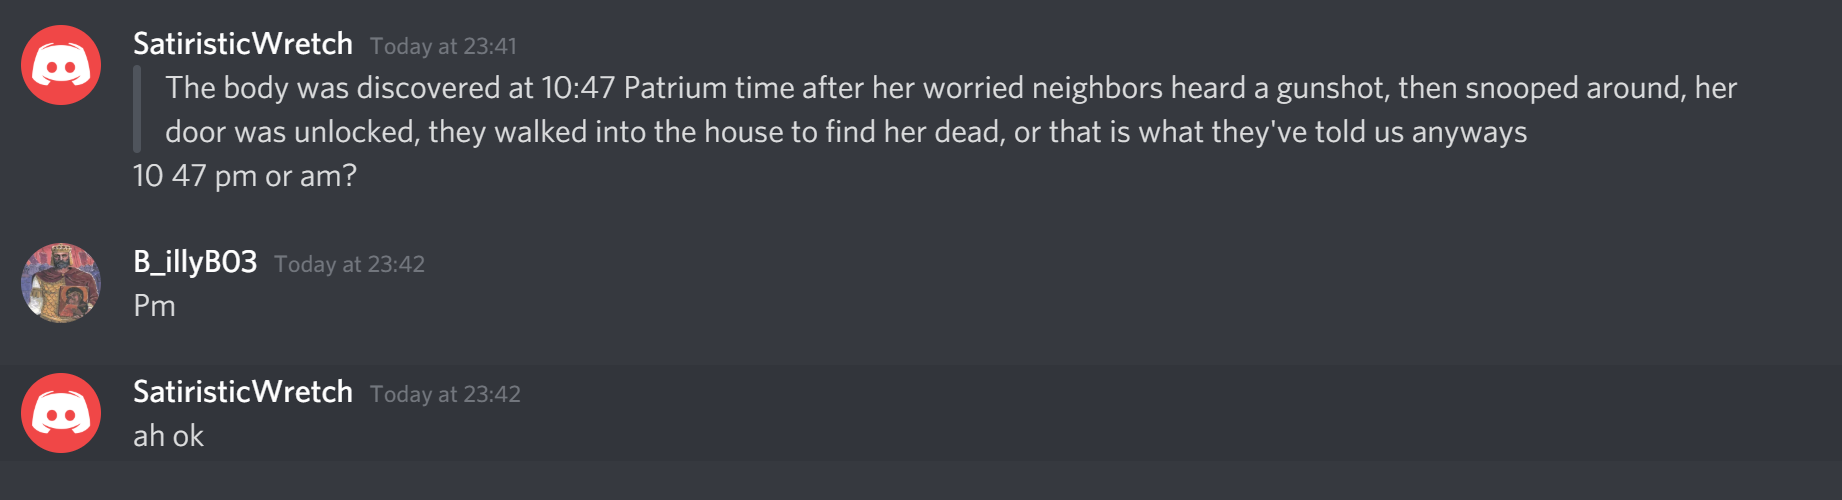 SatiristicWretch Today at 23:41
The body was discovered at 10:47 Patrium time after her worried neighbors heard a gunshot, then snooped around, her
door was unlocked, they walked into the house to find her dead, or that is what they've told us anyways
10 47 pm or am?
B_illyB03 Today at 23:42
Pm
SatiristicWretch Today at 23:42
ah ok